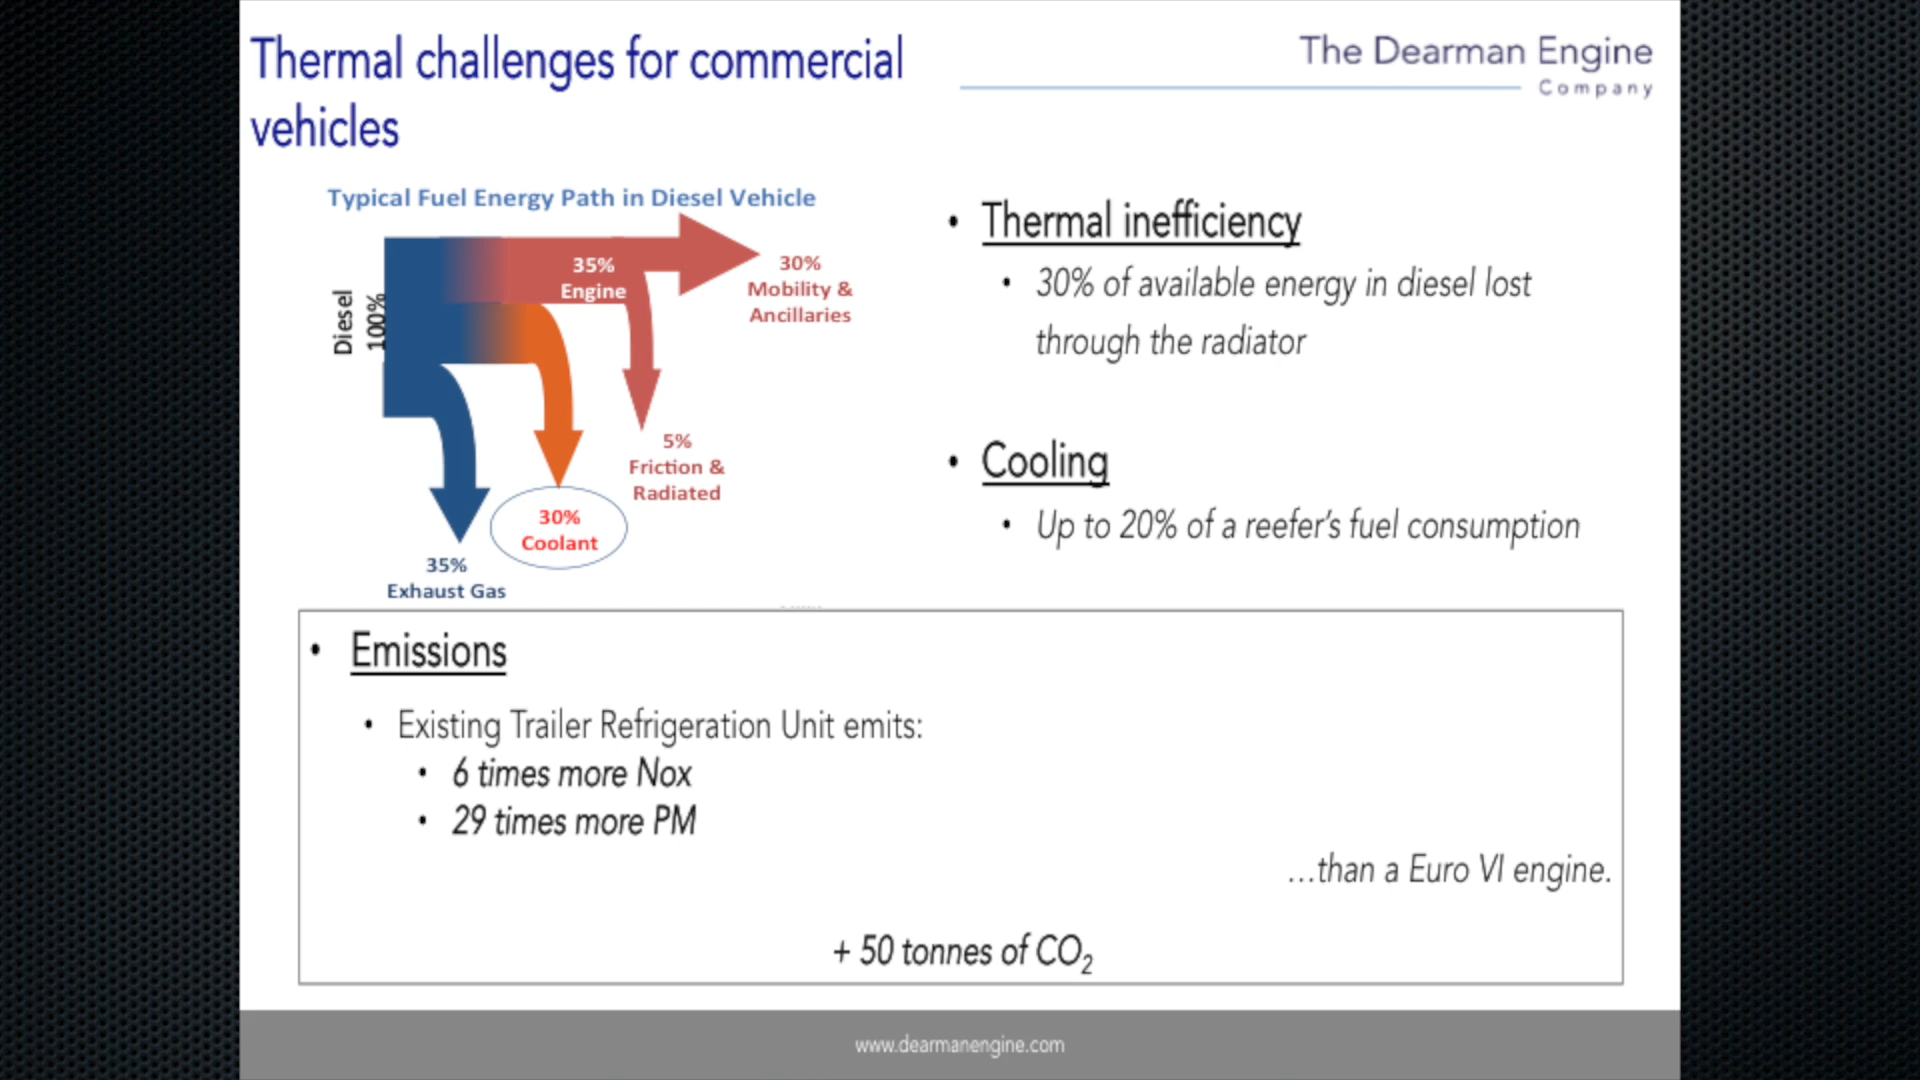 Thermal challenges for commercial
vehicles
The Dearman Engine
Company
Typical Fuel Energy Path in Diesel Vehicle
Diesel
100%
35%
Engine
30%
Mobility &
Ancillaries
5%
Friction &
Radiated
30%
Coolant
35%
Exhaust Gas
• Thermal inefficiency
• 30% of available energy in diesel lost
through the radiator
• Cooling
• Up to 20% of a reefer's fuel consumption
• Emissions
• Existing Trailer Refrigeration Unit emits:
• 6 times more Nox
• 29 times more PM
...than a Euro VI engine.
+ 50 tonnes of CO₂
www.dearmanengine.com